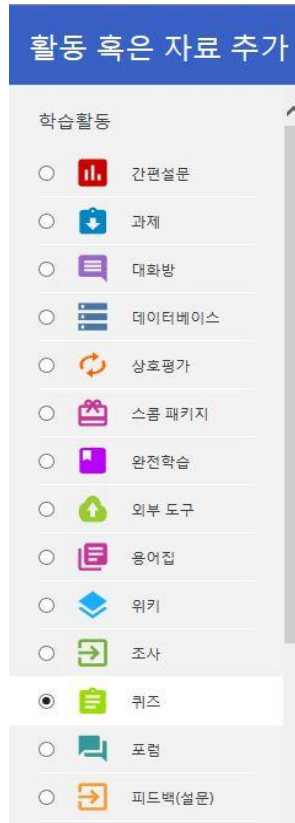 활동 혹은 자료 추가
학습활동
간편설문
과제
대화방
데이터베이스
상호평가
스콤 패키지
완전학습
외부 도구
용어집
위키
조사
퀴즈
포럼
피드백(설문)